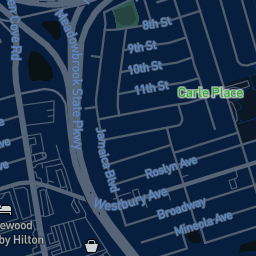 8th St
9th St
10th St
11th St
Carle Place
Meadowbrook State Pkwy
Jamaica Blvd
Roslyn Ave
Westbury Ave
Broadway
Mineola Ave
by Hilton